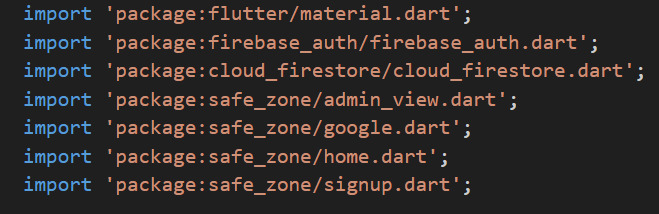 import 'package:flutter/material.dart';
import 'package:firebase_auth/firebase_auth.dart';
import 'package:cloud_firestore/cloud_firestore.dart';
import 'package:safe_zone/admin_view.dart';
import 'package:safe_zone/google.dart';
import 'package:safe_zone/home.dart';
import 'package:safe_zone/signup.dart';